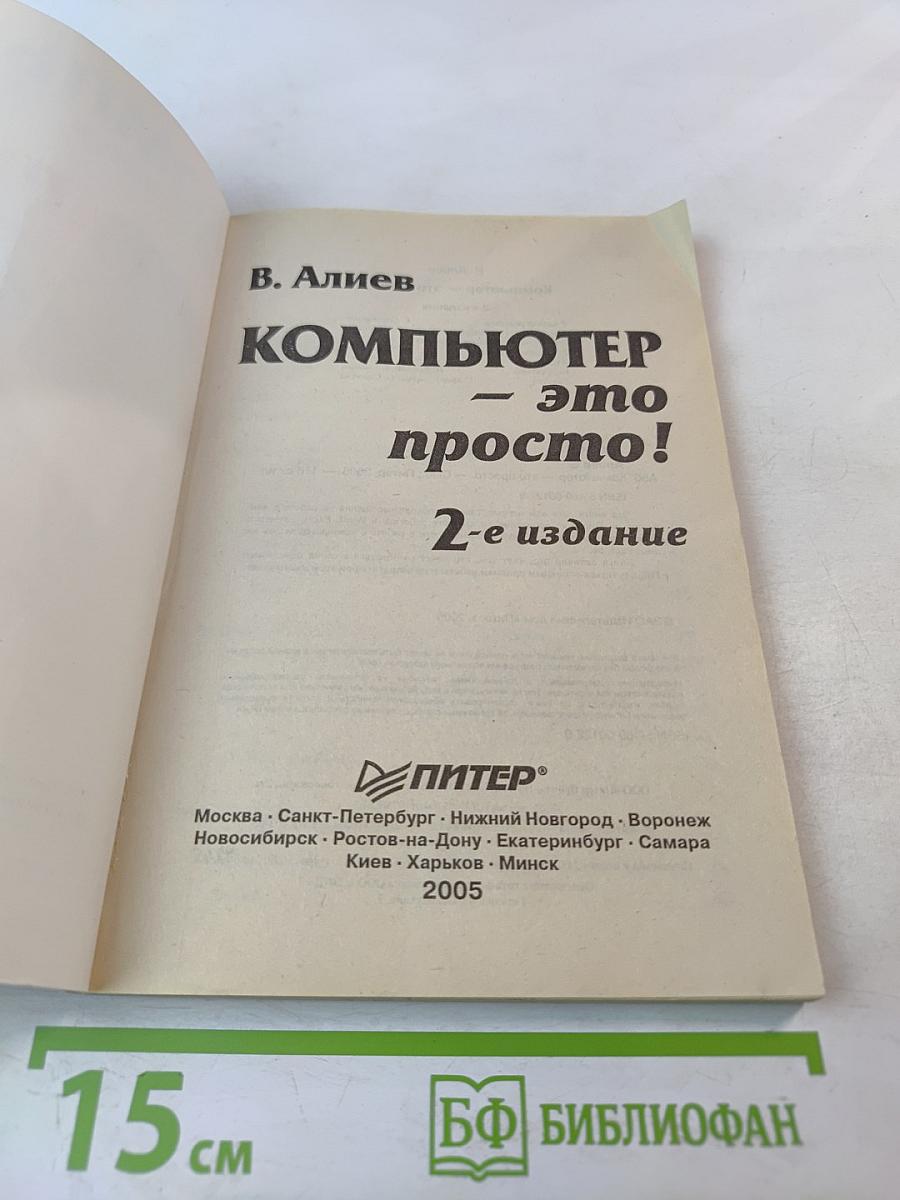 В. Алиев
КОМПЬЮТЕР
– это
просто!
2-е издание
ПИТЕР®
Москва · Санкт-Петербург · Нижний Новгород · Воронеж
Новосибирск · Ростов-на-Дону · Екатеринбург · Самара
Киев · Харьков · Минск
2005
15 см
БФ БИБЛИОФАН